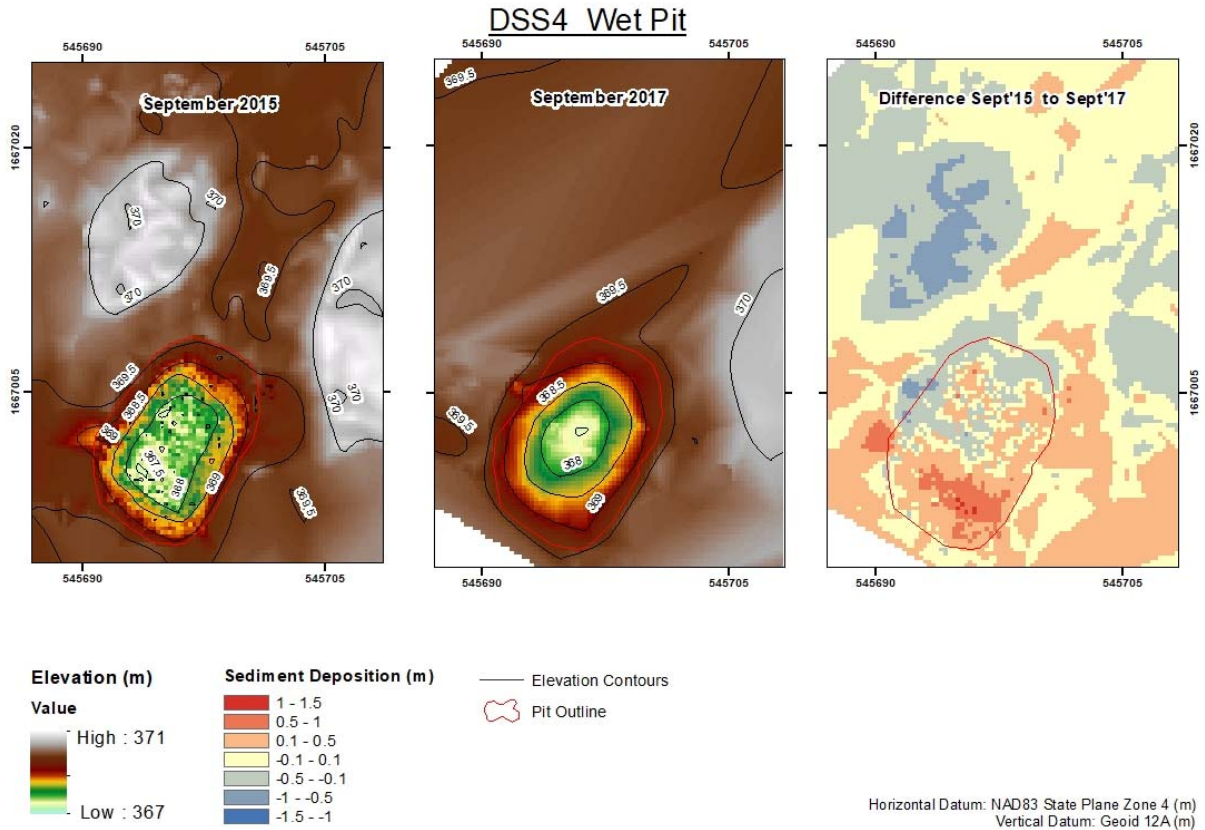 DSS4 Wet Pit
545690 545705
545690 545705
545690 545705
September 2015
September 2017
Difference Sept'15 to Sept'17
1667020
1667005
1667020
1667005
370
370
370
369.5
370
370
369.5
368.5
369
367.5
368
369
369.5
369.5
369.5
370
368.5
369.5
368
369
545690 545705
545690 545705
545690 545705
Elevation (m)
Value
High : 371
Low : 367
Sediment Deposition (m)
1 - 1.5
0.5 - 1
0.1 - 0.5
-0.1 - 0.1
-0.5 - -0.1
-1 - -0.5
-1.5 - -1
Elevation Contours
Pit Outline
Horizontal Datum: NAD83 State Plane Zone 4 (m)
Vertical Datum: Geoid 12A (m)